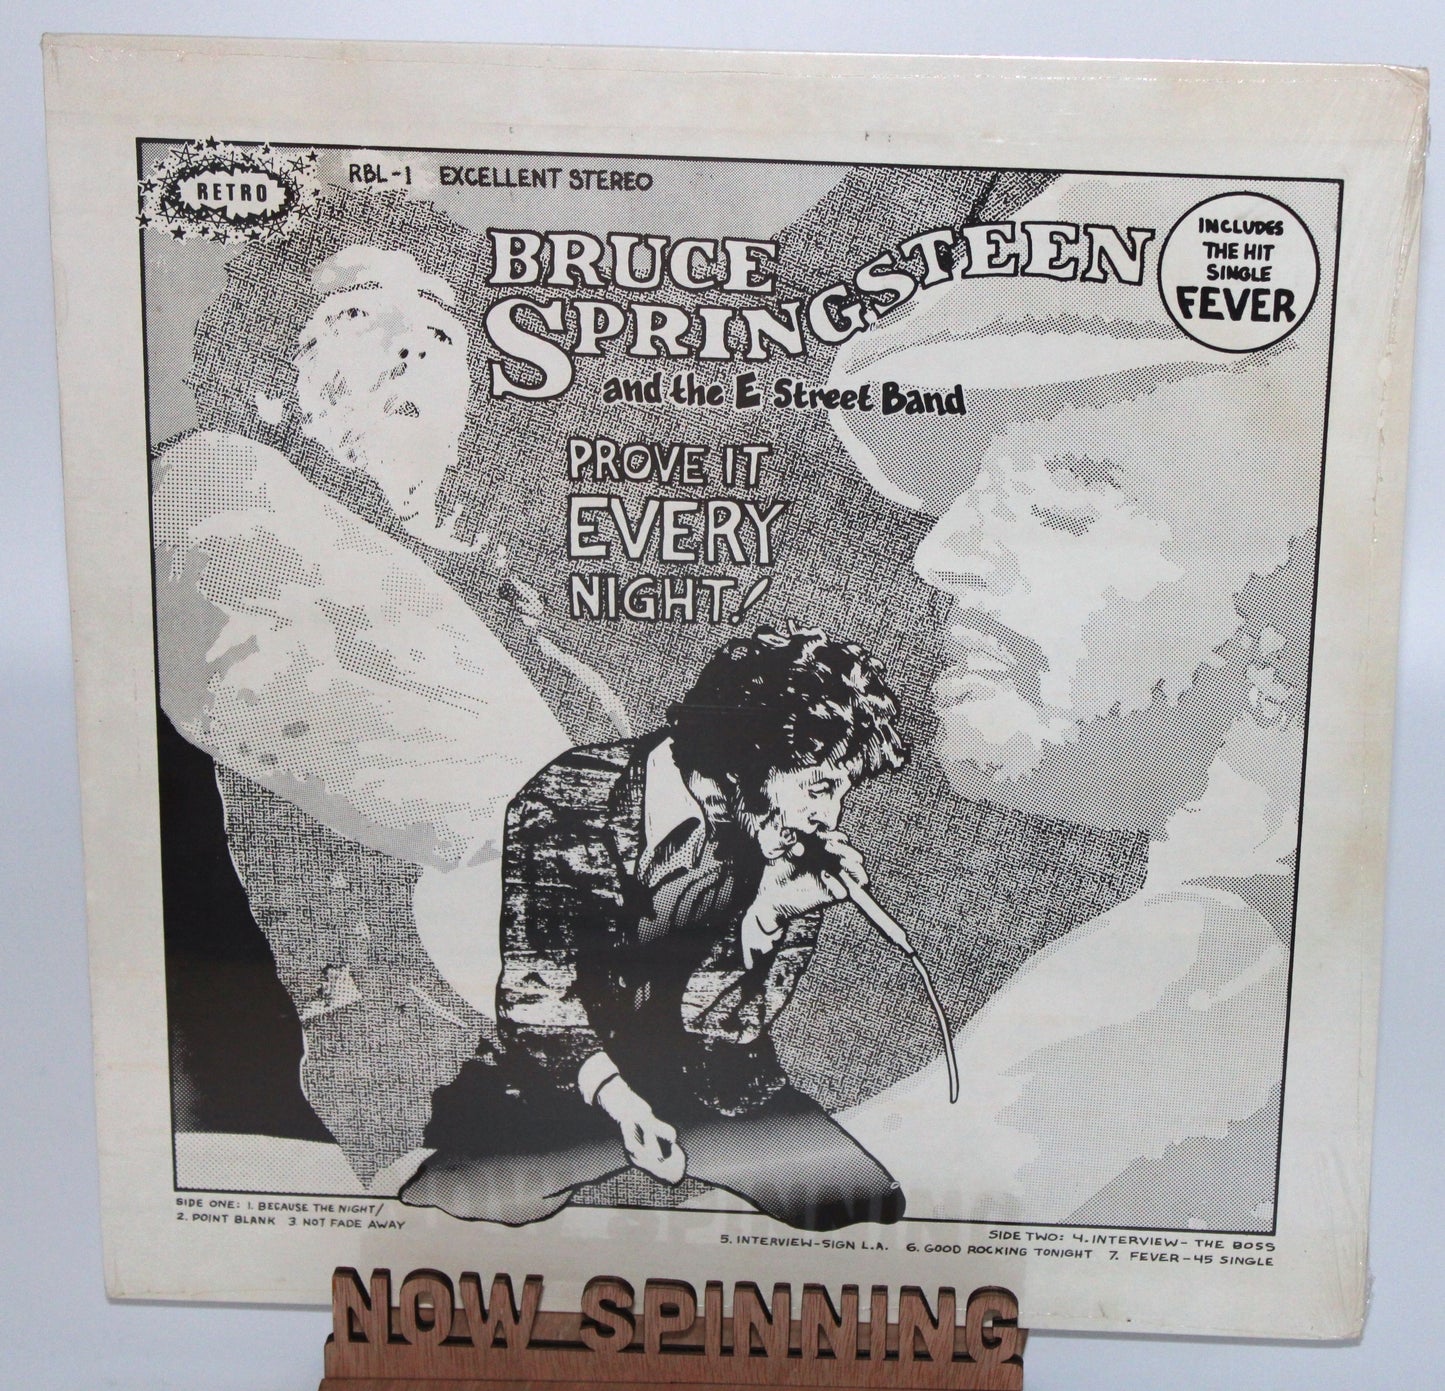 RETRO
RBL-1 EXCELLENT STEREO
BRUCE
SPRINGSTEEN
and the E Street Band
INCLUDES
THE HIT
SINGLE
FEVER
PROVE IT
EVERY
NIGHT!
SIDE ONE: 1. BECAUSE THE NIGHT/
2. POINT BLANK 3 NOT FADE AWAY
SIDE TWO: 4. INTERVIEW- THE BOSS
5. INTERVIEW-SIGN L.A. 6. GOOD ROCKING TONIGHT 7. FEVER-45 SINGLE
NOW SPINNING